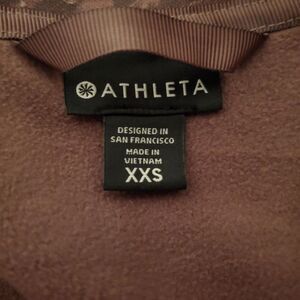 ATHLETA
DESIGNED IN
SAN FRANCISCO
MADE IN
VIETNAM
XXS